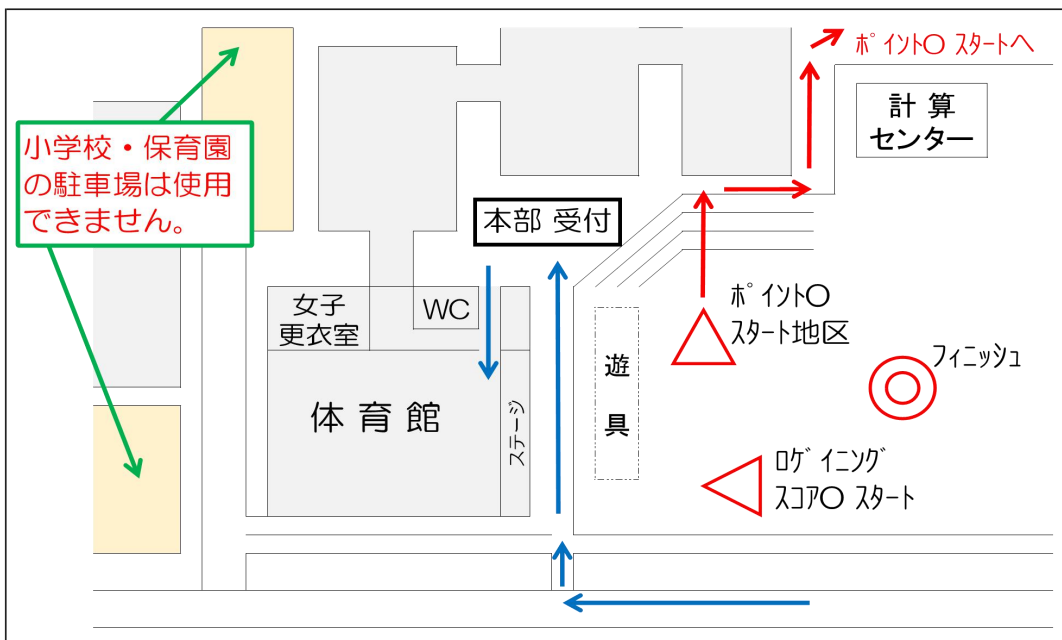 ポイントO スタートへ
計算
センター
小学校・保育園
の駐車場は使用
できません。
本部 受付
女子
更衣室
WC
ポイントO
スタート地区
フィニッシュ
遊具
体育館
ステージ
ロゲイニング
スコアO スタート